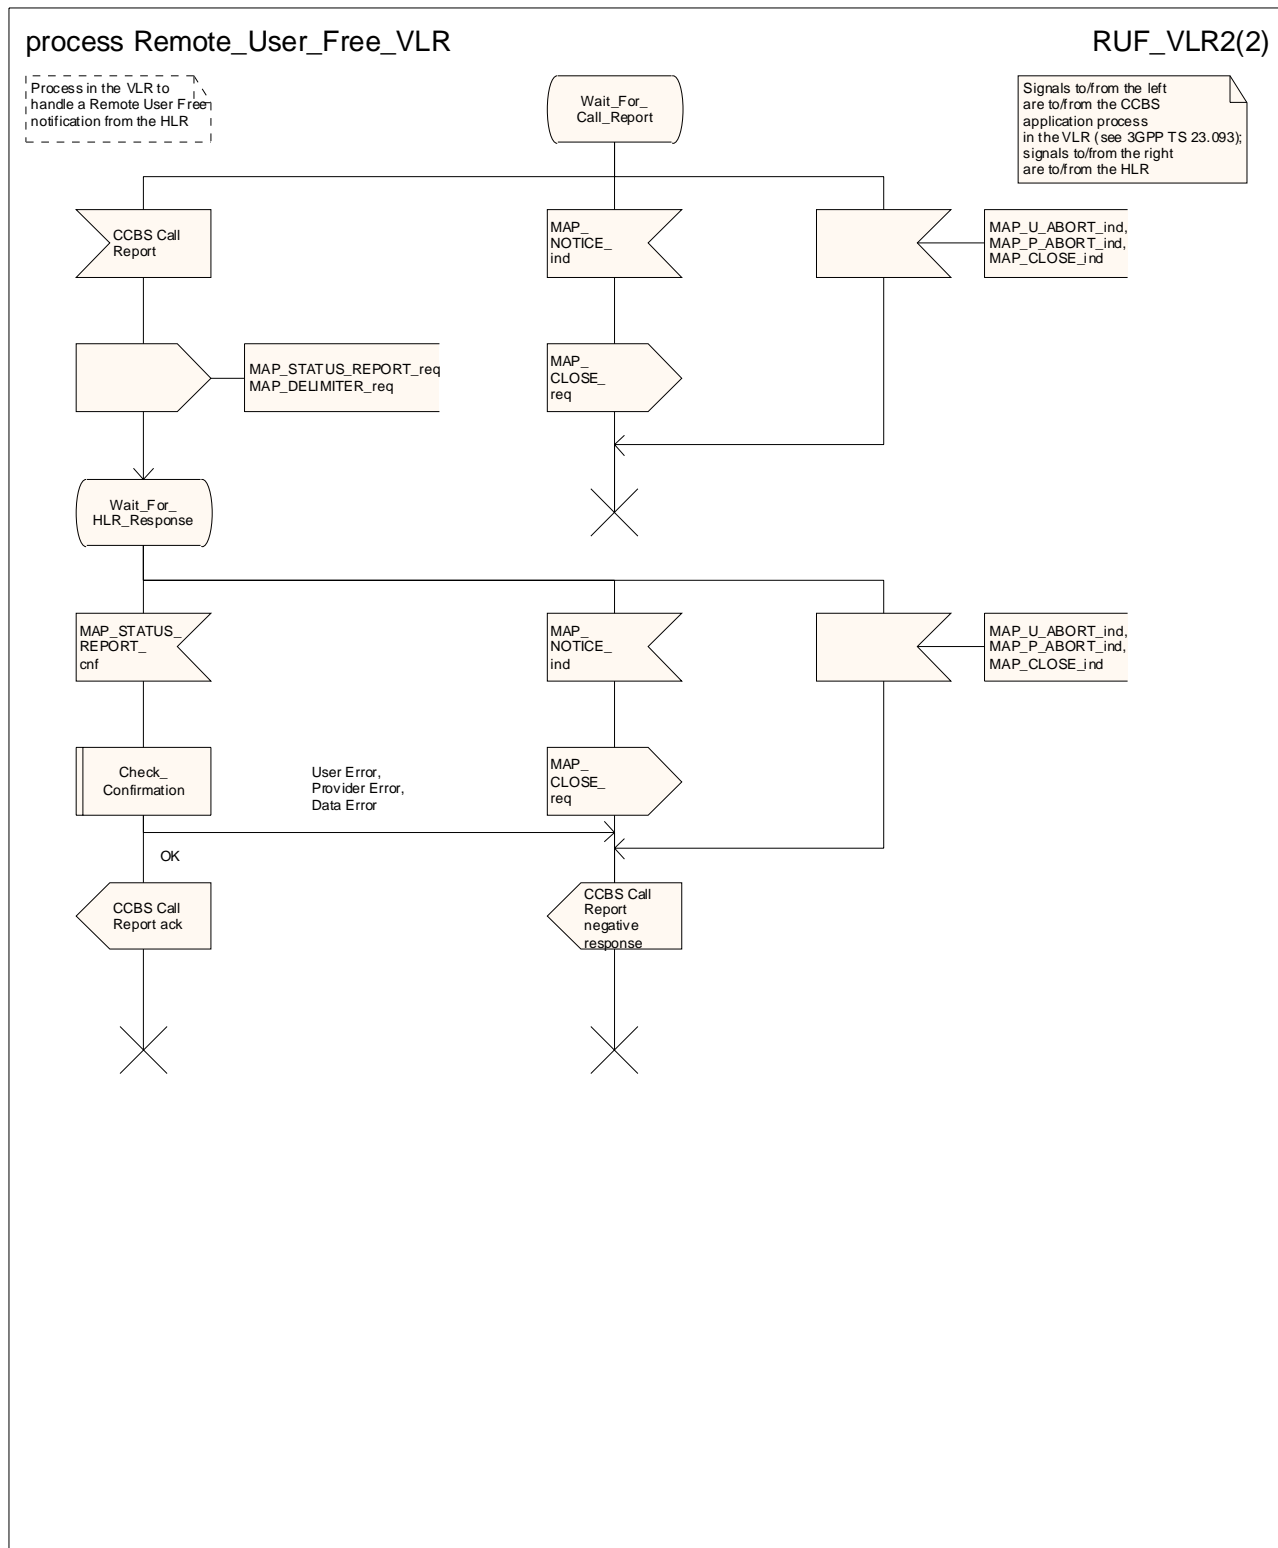 process Remote_User_Free_VLR
RUF_VLR2(2)
Process in the VLR to
handle a Remote User Free
notification from the HLR
Wait_For_
Call_Report
Signals to/from the left
are to/from the CCBS
application process
in the VLR (see 3GPP TS 23.093);
signals to/from the right
are to/from the HLR
CCBS Call
Report
MAP_
NOTICE_
ind
MAP_U_ABORT_ind,
MAP_P_ABORT_ind,
MAP_CLOSE_ind
MAP_STATUS_REPORT_req
MAP_DELIMITER_req
MAP_
CLOSE_
req
Wait_For_
HLR_Response
MAP_STATUS_
REPORT_
cnf
MAP_
NOTICE_
ind
MAP_U_ABORT_ind,
MAP_P_ABORT_ind,
MAP_CLOSE_ind
Check_
Confirmation
User Error,
Provider Error,
Data Error
MAP_
CLOSE_
req
OK
CCBS Call
Report ack
CCBS Call
Report
negative
response